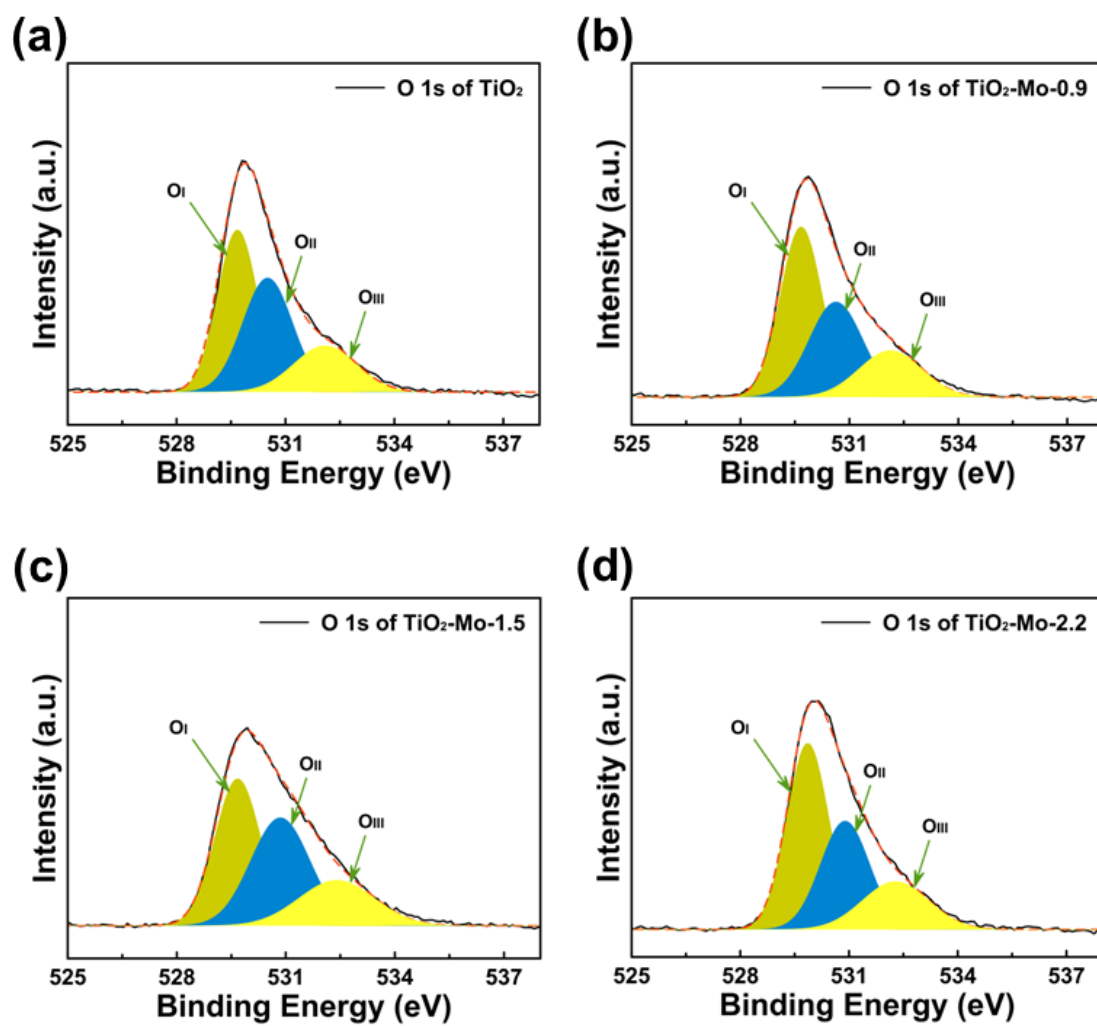 (a)
O 1s of TiO₂
Oᴵ
Oᴵᴵ
Oᴵᴵᴵ
Intensity (a.u.)
525 528 531 534 537
Binding Energy (eV)
(b)
O 1s of TiO₂-Mo-0.9
Oᴵ
Oᴵᴵ
Oᴵᴵᴵ
Intensity (a.u.)
525 528 531 534 537
Binding Energy (eV)
(c)
O 1s of TiO₂-Mo-1.5
Oᴵ
Oᴵᴵ
Oᴵᴵᴵ
Intensity (a.u.)
525 528 531 534 537
Binding Energy (eV)
(d)
O 1s of TiO₂-Mo-2.2
Oᴵ
Oᴵᴵ
Oᴵᴵᴵ
Intensity (a.u.)
525 528 531 534 537
Binding Energy (eV)